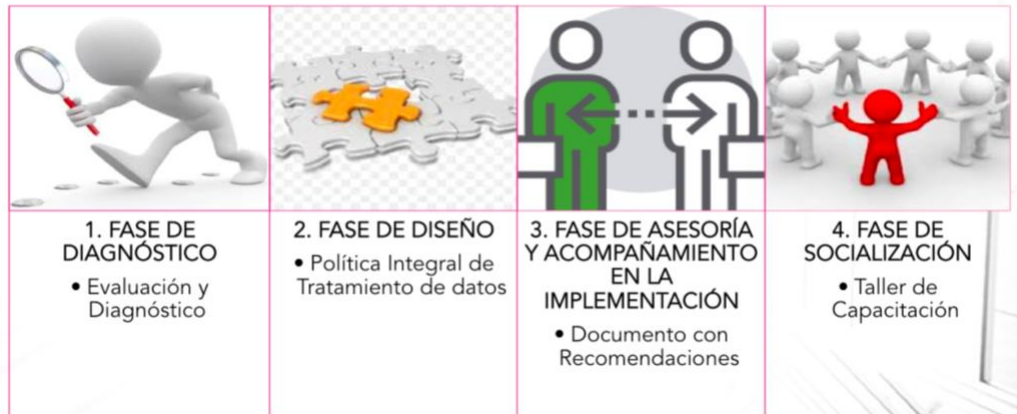 1. FASE DE
DIAGNÓSTICO
• Evaluación y
Diagnóstico
2. FASE DE DISEÑO
• Política Integral de
Tratamiento de datos
3. FASE DE ASESORÍA
Y ACOMPAÑAMIENTO
EN LA
IMPLEMENTACIÓN
• Documento con
Recomendaciones
4. FASE DE
SOCIALIZACIÓN
• Taller de
Capacitación